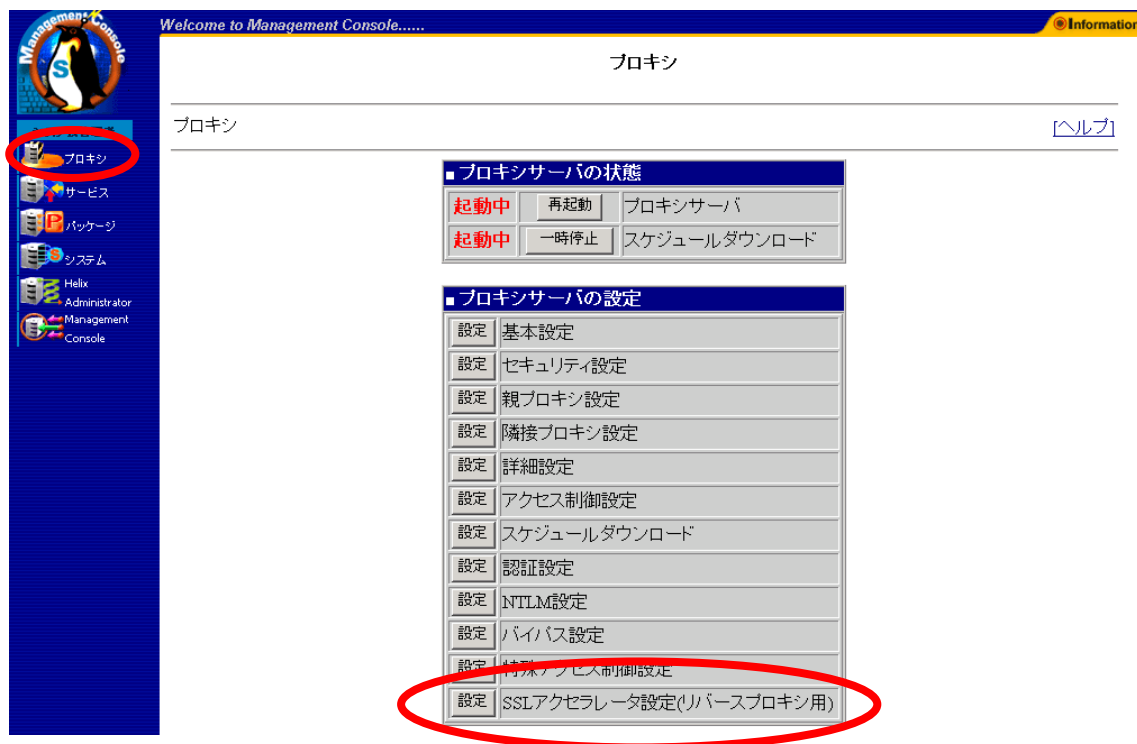 Management Console
S
Welcome to Management Console......
Information
プロキシ
プロキシ
[ヘルプ]
プロキシ
サービス
パッケージ
システム
Helix
Administrator
Management
Console
■プロキシサーバの状態
起動中 再起動 プロキシサーバ
起動中 一時停止 スケジュールダウンロード
■プロキシサーバの設定
設定 基本設定
設定 セキュリティ設定
設定 親プロキシ設定
設定 隣接プロキシ設定
設定 詳細設定
設定 アクセス制御設定
設定 スケジュールダウンロード
設定 認証設定
設定 NTLM設定
設定 バイパス設定
設定 特殊アクセス制御設定
設定 SSLアクセラレータ設定(リバースプロキシ用)